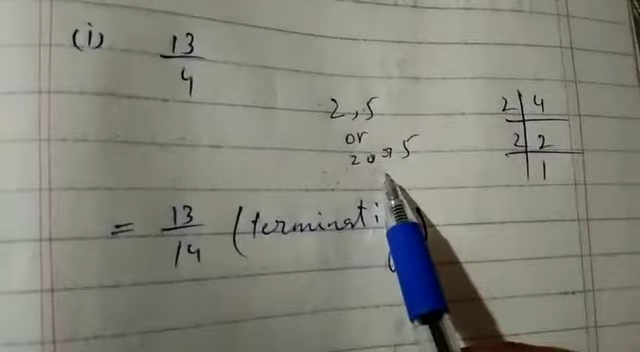 (i) 13/4
2, 5
or
2 or 5
2 | 4
2 | 2
1
= 13/14 (terminati